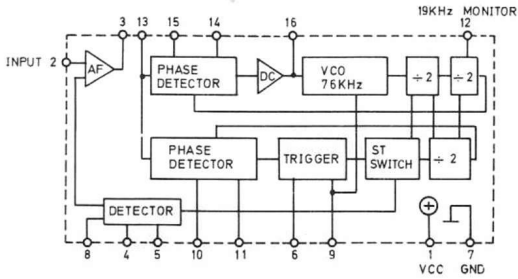 19KHz MONITOR
3 13 15 14 16 12
INPUT 2
AF
PHASE DETECTOR
DC
VCO 76KHz
÷ 2
÷ 2
PHASE DETECTOR
TRIGGER
ST SWITCH
÷ 2
DETECTOR
8 4 5 10 11 6 9 1 7
VCC GND